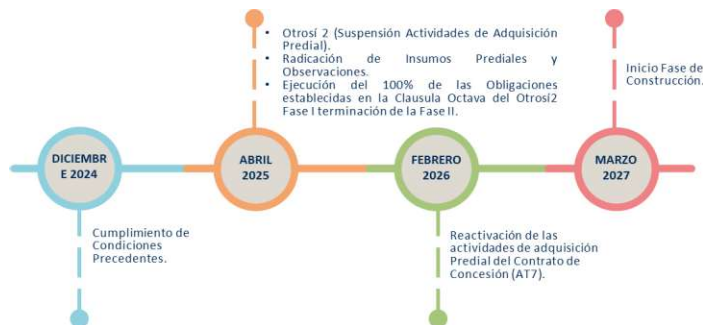 • Otrosí 2 (Suspensión Actividades de Adquisición
Predial).
• Radicación de Insumos Prediales y
Observaciones.
• Ejecución del 100% de las Obligaciones
establecidas en la Clausula Octava del Otrosí2
Fase I terminación de la Fase II.
Inicio Fase de
Construcción.
DICIEMBR
E 2024
ABRIL
2025
FEBRERO
2026
MARZO
2027
Cumplimiento de
Condiciones
Precedentes.
Reactivación de las
actividades de adquisición
Predial del Contrato de
Concesión (AT7).